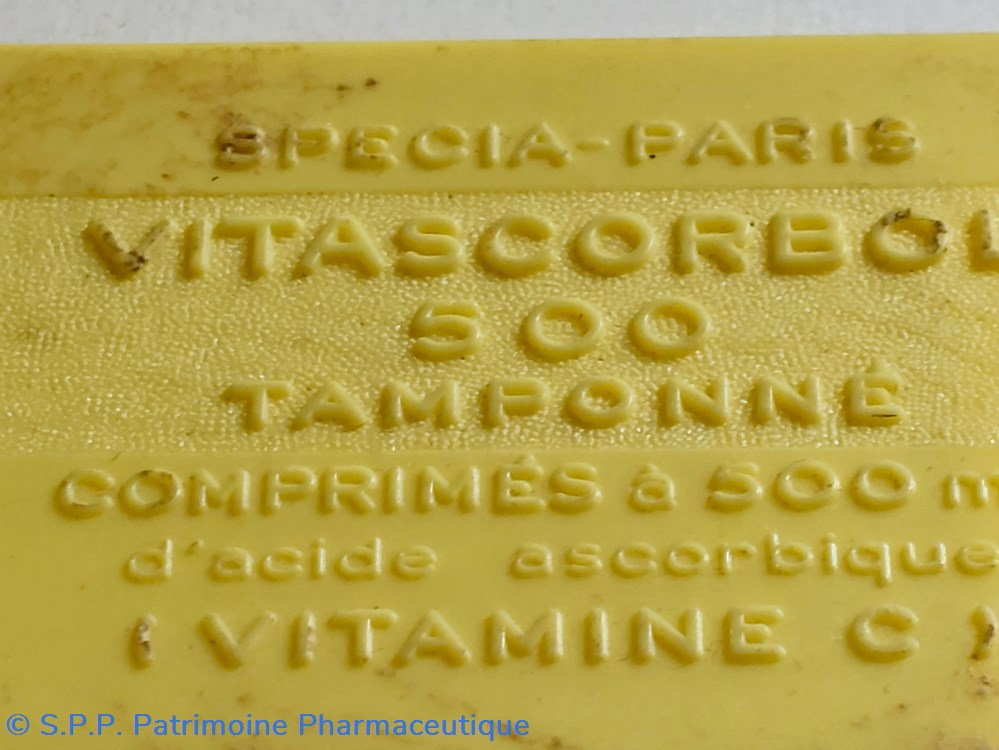 SPECIA-PARIS
VITASCORBOL
500
TAMPONNÉ
COMPRIMÉS à 500 m
d'acide ascorbique
( VITAMINE C )
© S.P.P. Patrimoine Pharmaceutique